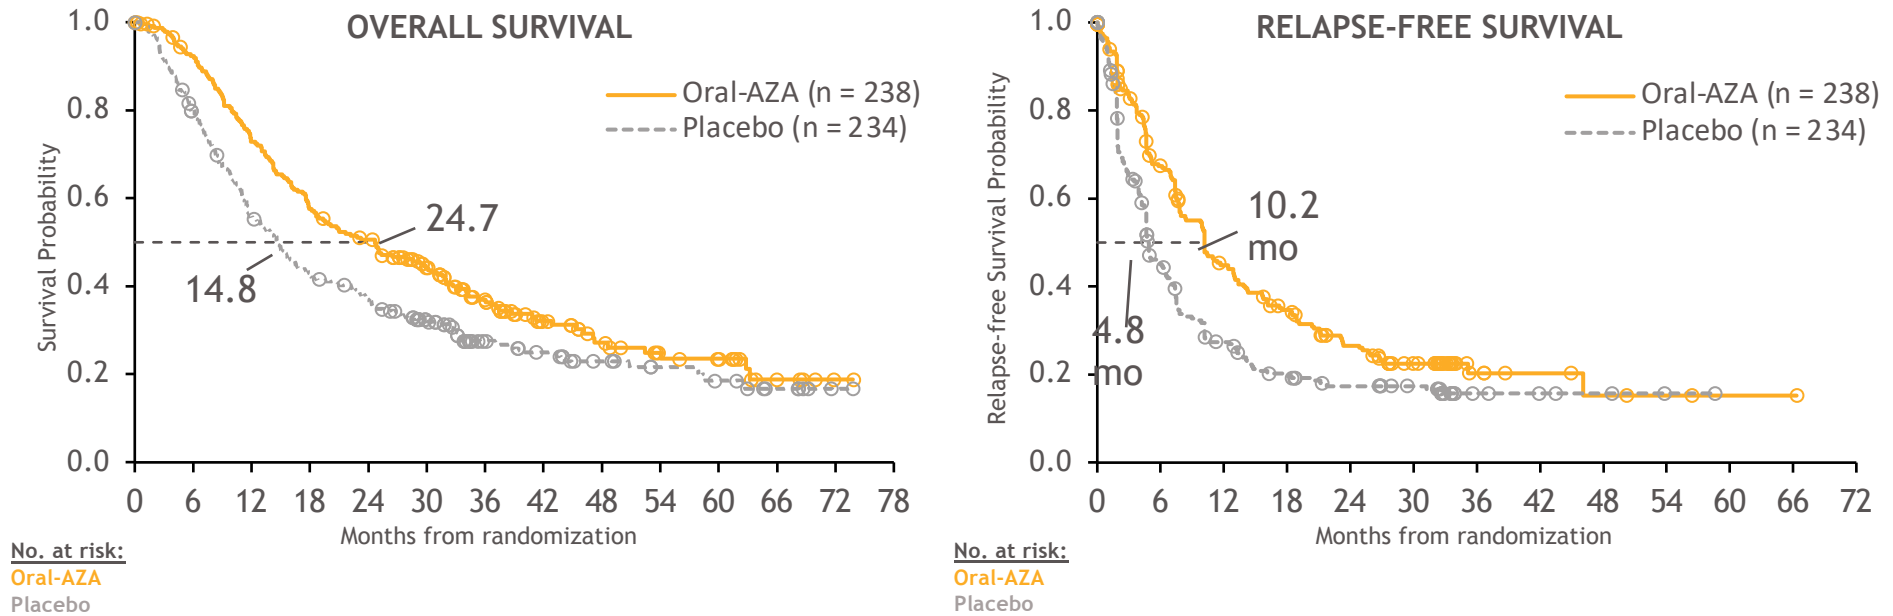 OVERALL SURVIVAL
1.0
0.8
0.6
0.4
0.2
0.0
Survival Probability
Oral-AZA (n = 238)
Placebo (n = 234)
24.7
14.8
0 6 12 18 24 30 36 42 48 54 60 66 72 78
Months from randomization
No. at risk:
Oral-AZA
Placebo
RELAPSE-FREE SURVIVAL
1.0
0.8
0.6
0.4
0.2
0.0
Relapse-free Survival Probability
Oral-AZA (n = 238)
Placebo (n = 234)
10.2
mo
4.8
mo
0 6 12 18 24 30 36 42 48 54 60 66 72
Months from randomization
No. at risk:
Oral-AZA
Placebo